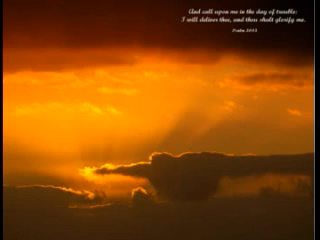 And call upon me in the day of trouble:
I will deliver thee, and thou shalt glorify me.
Psalm 50:15